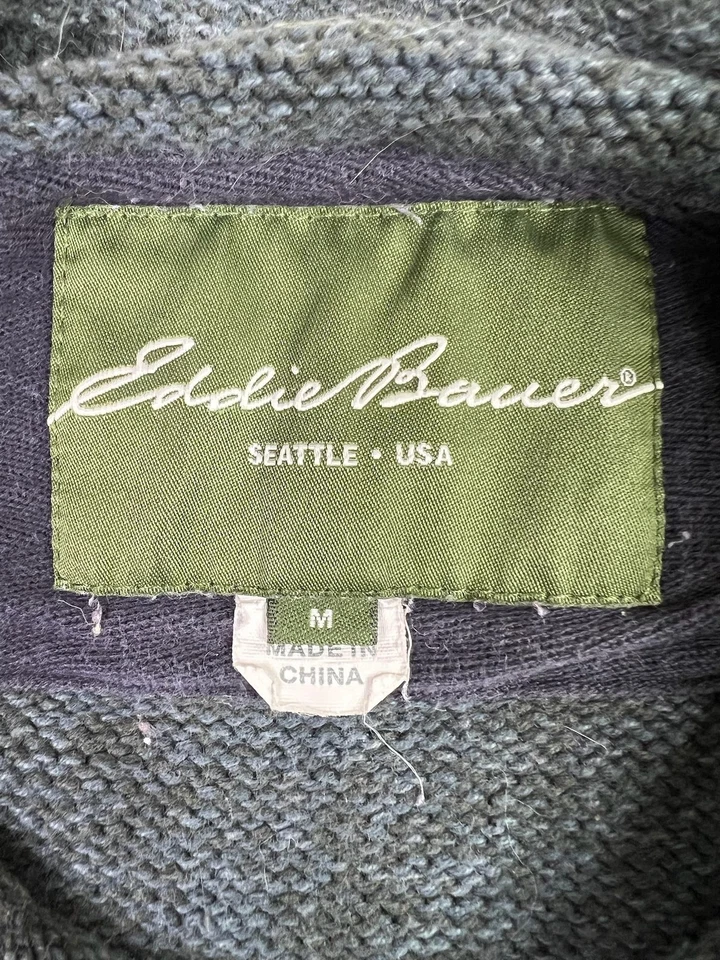 Eddie Bauer®
SEATTLE • USA
M
MADE IN
CHINA